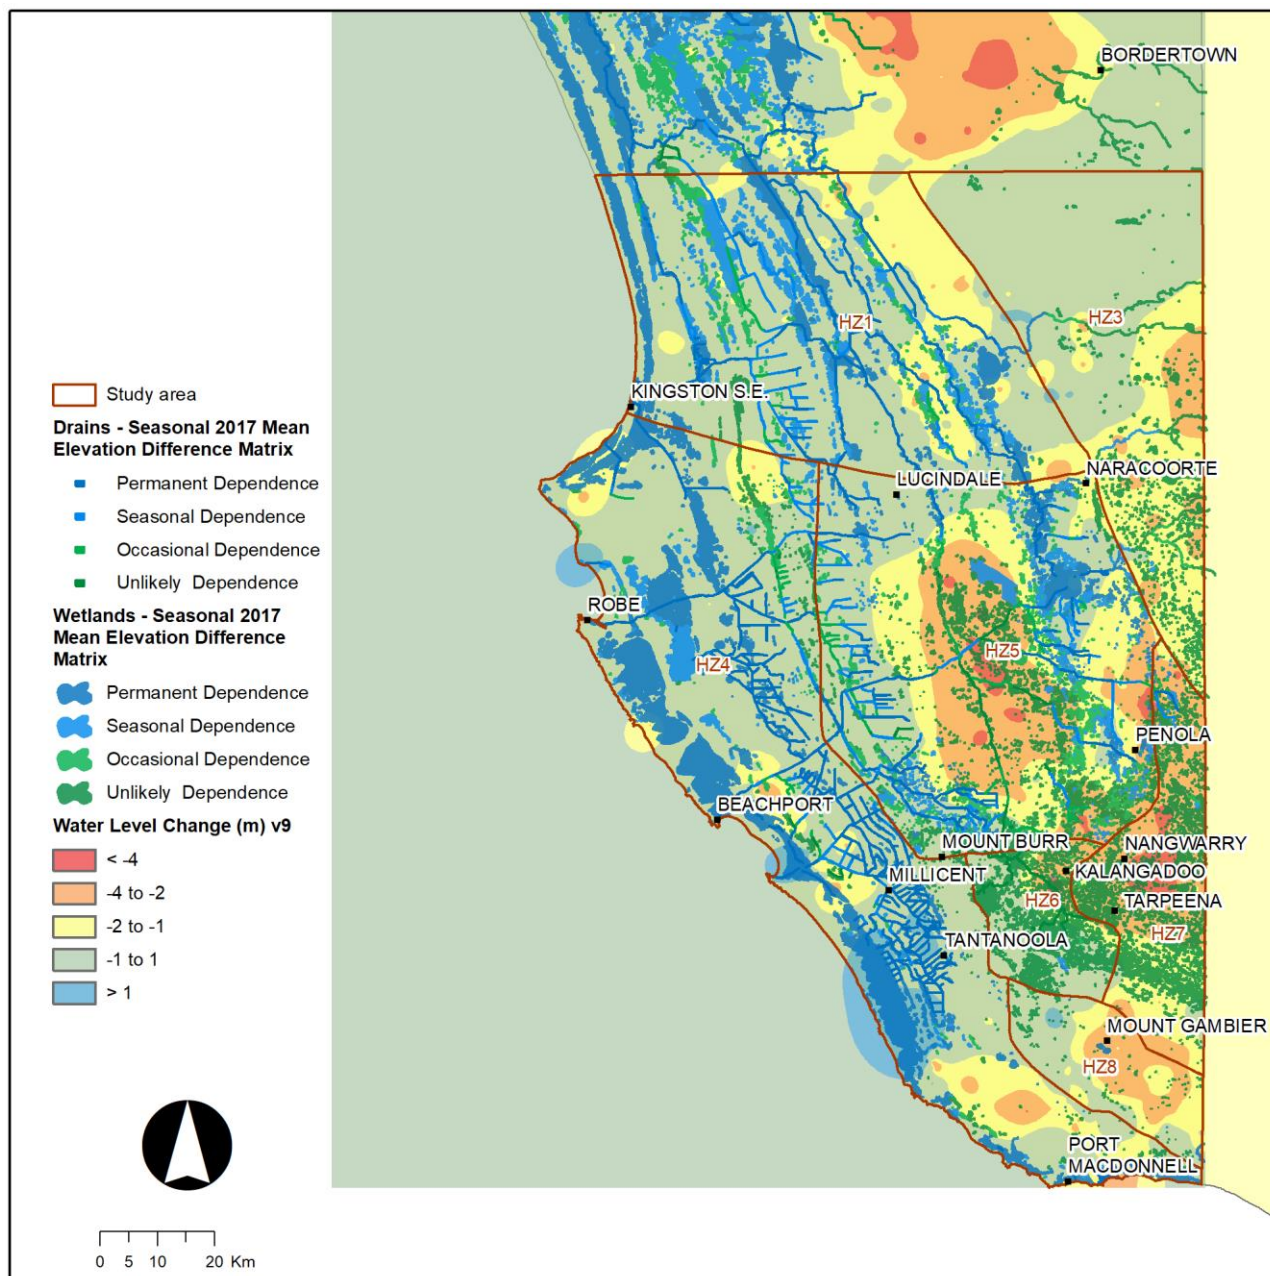 BORDERTOWN
HZ3
HZ1
KINGSTON S.E.
NARACOORTE
LUCINDALE
ROBE
HZ5
HZ4
PENOLA
BEACHPORT
MOUNT BURR
NANGWARRY
KALANGADOO
MILLICENT
HZ6
TARPEENA
HZ7
TANTANOOLA
MOUNT GAMBIER
HZ8
PORT
MACDONNELL
Study area
Drains - Seasonal 2017 Mean
Elevation Difference Matrix
Permanent Dependence
Seasonal Dependence
Occasional Dependence
Unlikely Dependence
Wetlands - Seasonal 2017
Mean Elevation Difference
Matrix
Permanent Dependence
Seasonal Dependence
Occasional Dependence
Unlikely Dependence
Water Level Change (m) v9
< -4
-4 to -2
-2 to -1
-1 to 1
> 1
0 5 10 20 Km